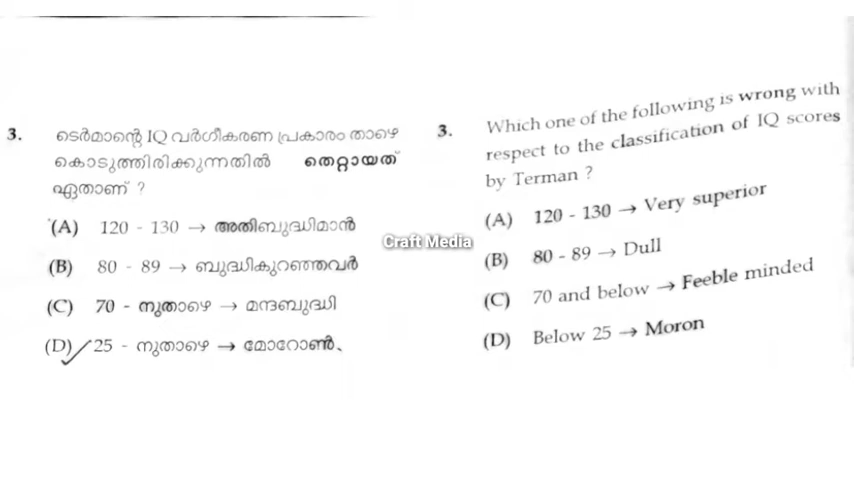 3. ടെർമാന്റെ IQ വർഗീകരണ പ്രകാരം താഴെ
കൊടുത്തിരിക്കുന്നതിൽ തെറ്റായത്
ഏതാണ് ?
(A) 120 - 130 → അതിബുദ്ധിമാൻ
(B) 80 - 89 → ബുദ്ധികുറഞ്ഞവർ
(C) 70 - നുതാഴെ → മന്ദബുദ്ധി
(D) 25 - നുതാഴെ → മോറോൺ.
Craft Media
3. Which one of the following is wrong with
respect to the classification of IQ scores
by Terman ?
(A) 120 - 130 → Very superior
(B) 80 - 89 → Dull
(C) 70 and below → Feeble minded
(D) Below 25 → Moron